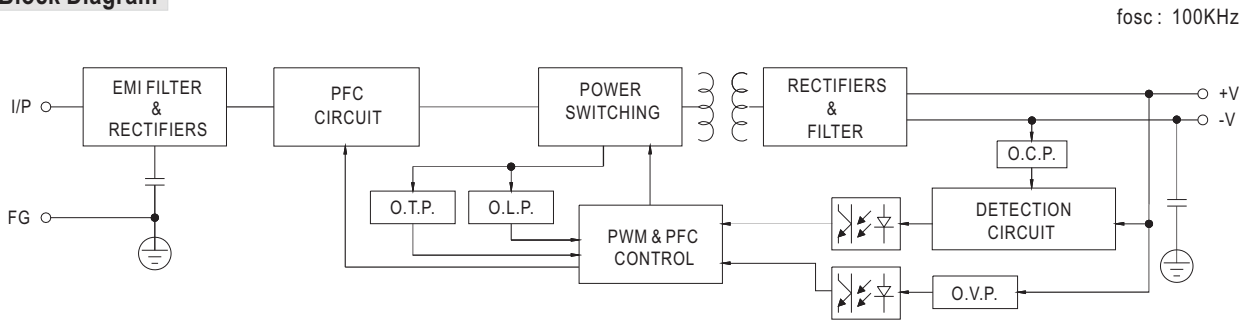 Block Diagram
fosc : 100KHz
I/P
EMI FILTER
&
RECTIFIERS
PFC
CIRCUIT
POWER
SWITCHING
RECTIFIERS
&
FILTER
+V
-V
O.C.P.
FG
O.T.P.
O.L.P.
PWM & PFC
CONTROL
DETECTION
CIRCUIT
O.V.P.